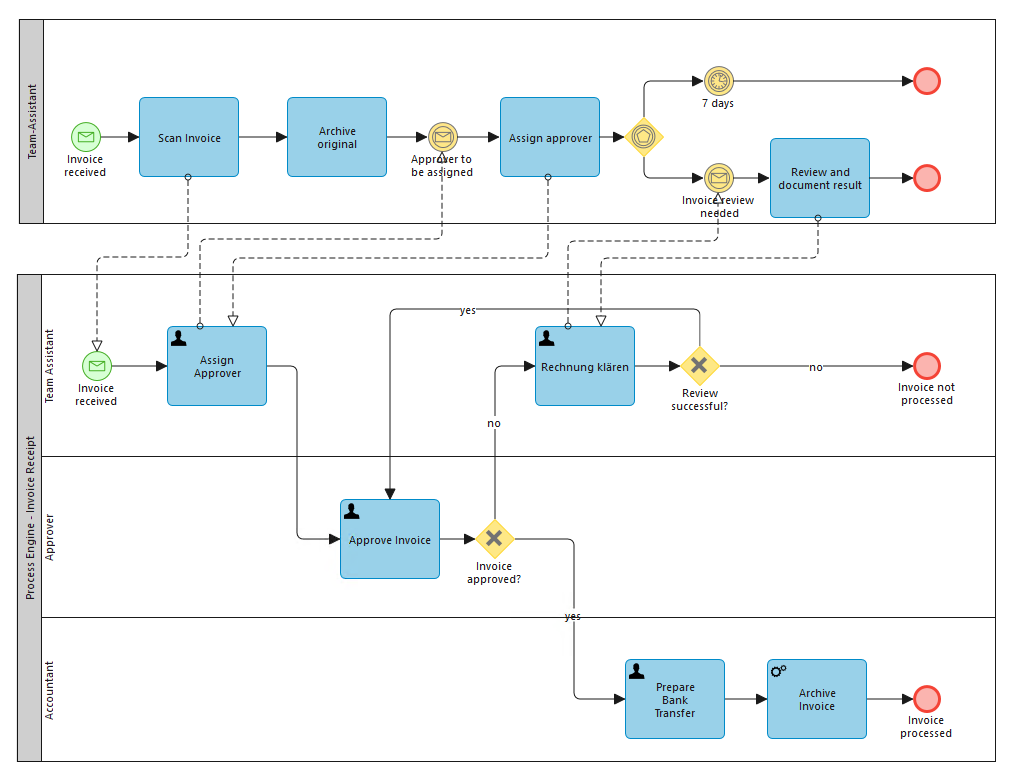 Team-Assistant
Invoice
received
Scan Invoice
Archive
original
Approver to
be assigned
Assign approver
7 days
Invoice review
needed
Review and
document result
Process Engine - Invoice Receipt
Team Assistant
Invoice
received
Assign
Approver
yes
Rechnung klären
no
Review
successful?
no
Invoice not
processed
Approver
Approve Invoice
Invoice
approved?
yes
Accountant
Prepare
Bank
Transfer
Archive
Invoice
Invoice
processed